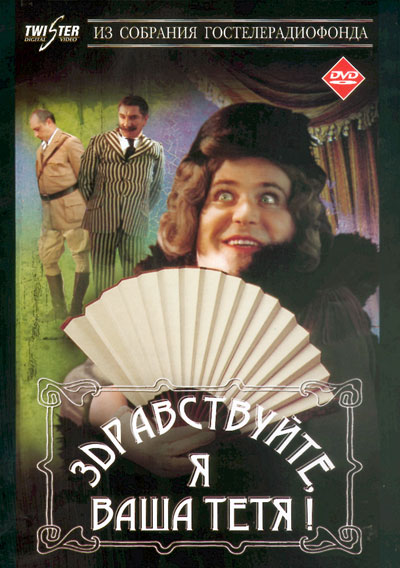 TWISTER
DIGITAL VIDEO
ИЗ СОБРАНИЯ ГОСТЕЛЕРАДИОФОНДА
DVD
ЗДРАВСТВУЙТЕ,
Я
ВАША ТЕТЯ!